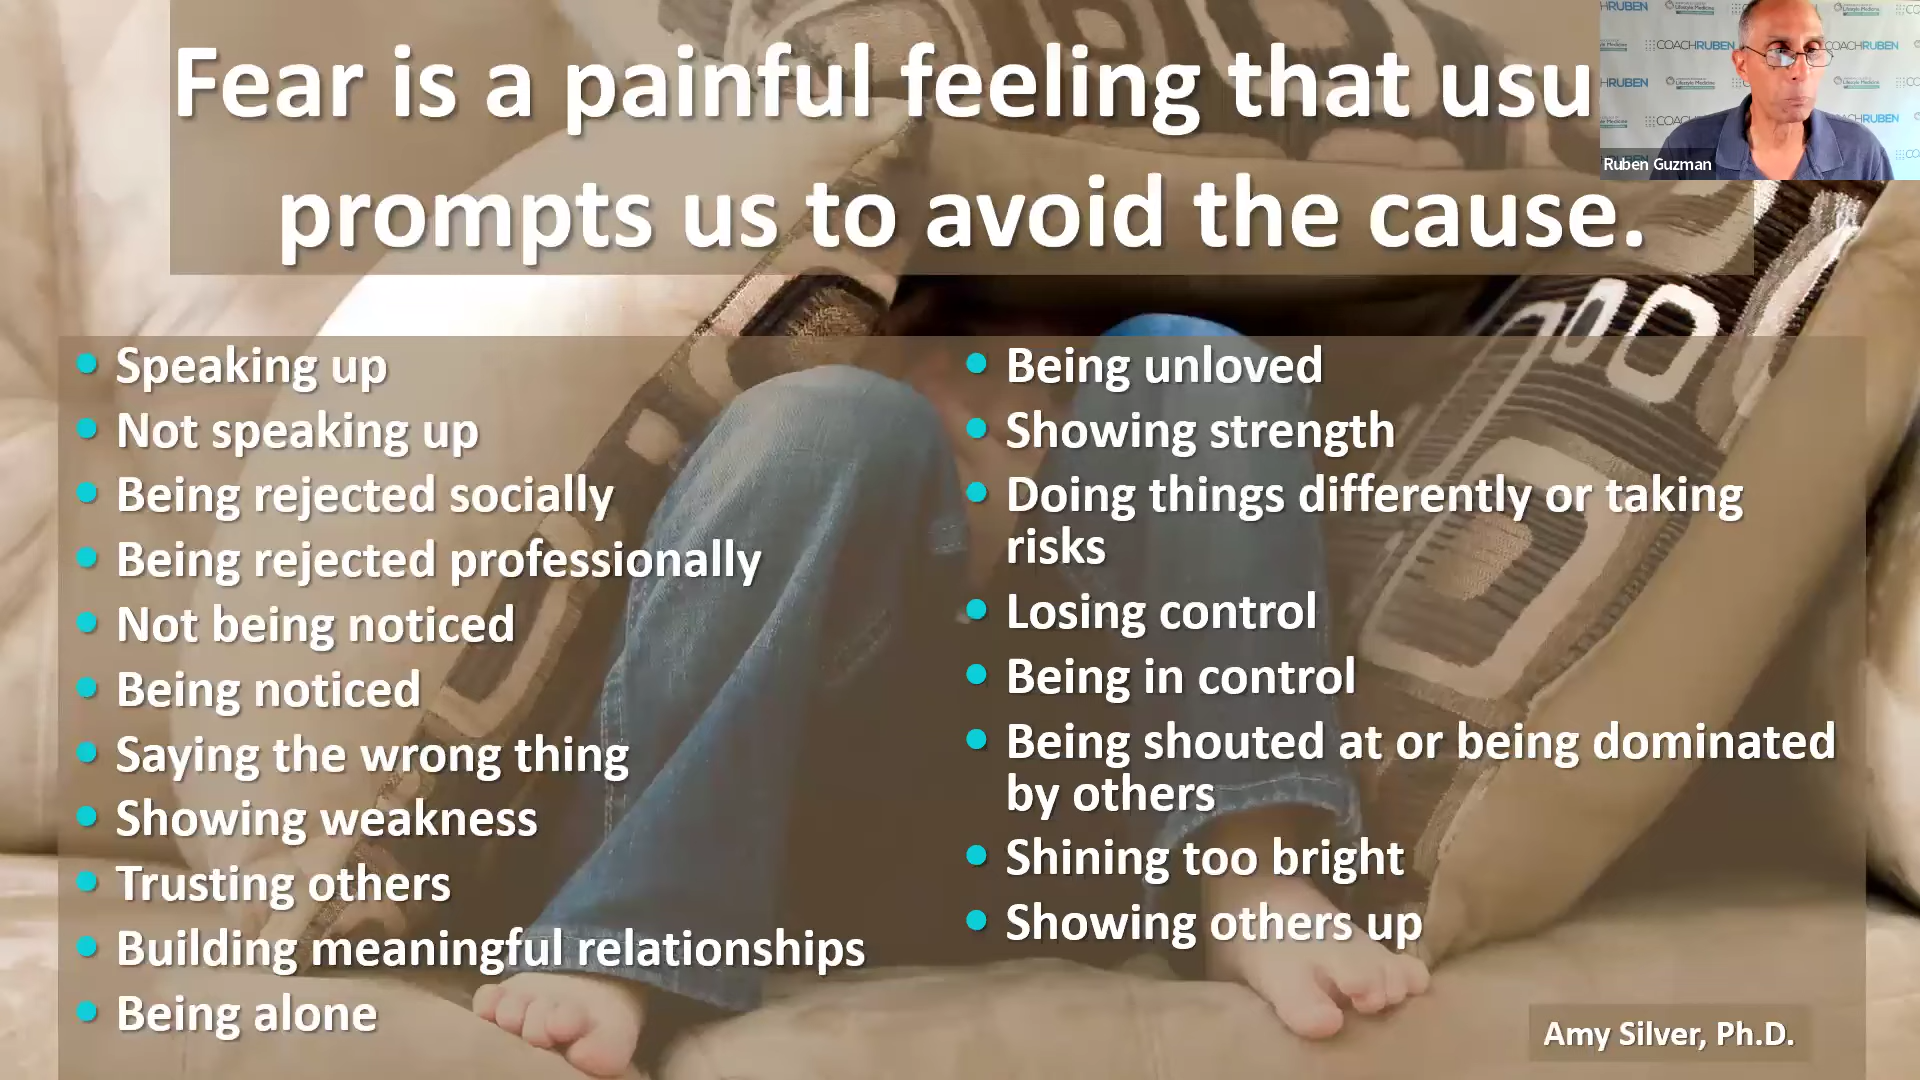 Fear is a painful feeling that usu
prompts us to avoid the cause.
Speaking up
Not speaking up
Being rejected socially
Being rejected professionally
Not being noticed
Being noticed
Saying the wrong thing
Showing weakness
Trusting others
Building meaningful relationships
Being alone
Being unloved
Showing strength
Doing things differently or taking
risks
Losing control
Being in control
Being shouted at or being dominated
by others
Shining too bright
Showing others up
Amy Silver, Ph.D.
COACHRUBEN
COACHRUBEN
Ruben Guzman